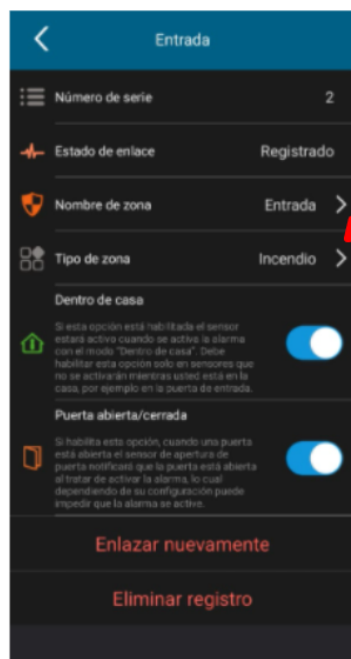 Entrada
Número de serie 2
Estado de enlace Registrado
Nombre de zona Entrada
Tipo de zona Incendio
Dentro de casa
Si esta opción está habilitada el sensor
estará activo cuando se active la alarma
con el modo "Dentro de casa". Debe
habilitar esta opción solo en sensores que
no se activarán mientras usted está en la
casa, por ejemplo en la puerta de entrada.
Puerta abierta/cerrada
Si habilita esta opción, cuando una puerta
está abierta el sensor de apertura de
puerta notificará que la puerta está abierta
al tratar de activar la alarma, lo cual
dependiendo de su configuración puede
impedir que la alarma se active.
Enlazar nuevamente
Eliminar registro